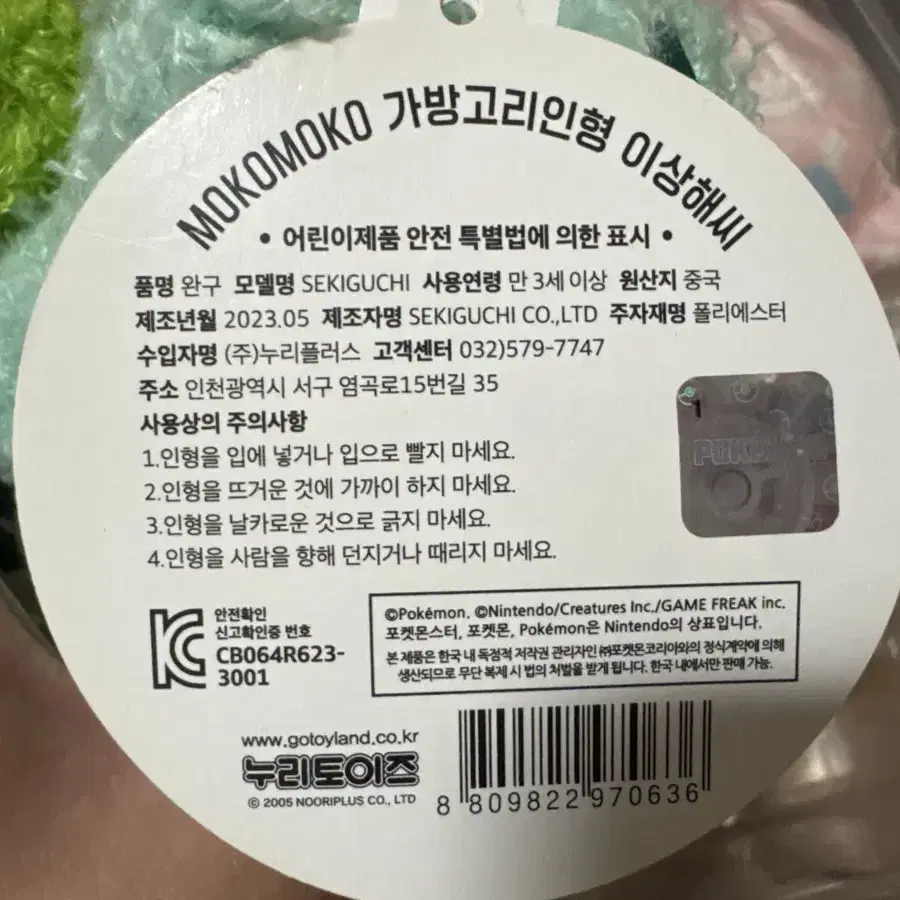 MOKOMOKO 가방고리인형 이상해씨
• 어린이제품 안전 특별법에 의한 표시 •
품명 완구 모델명 SEKIGUCHI 사용연령 만 3세 이상 원산지 중국
제조년월 2023.05 제조자명 SEKIGUCHI CO.,LTD 주자재명 폴리에스터
수입자명 (주)누리플러스 고객센터 032)579-7747
주소 인천광역시 서구 염곡로15번길 35
사용상의 주의사항
1.인형을 입에 넣거나 입으로 빨지 마세요.
2.인형을 뜨거운 것에 가까이 하지 마세요.
3.인형을 날카로운 것으로 긁지 마세요.
4.인형을 사람을 향해 던지거나 때리지 마세요.
1
안전확인
신고확인증 번호
CB064R623-
3001
©Pokémon. ©Nintendo/Creatures Inc./GAME FREAK inc.
포켓몬스터, 포켓몬, Pokémon은 Nintendo의 상표입니다.
본 제품은 한국 내 독점적 저작권 관리자인 ㈜포켓몬코리아와의 정식계약에 의해
생산되므로 무단 복제 시 법의 처벌을 받게 됩니다. 한국 내에서만 판매 가능.
www.gotoyland.co.kr
누리토이즈
© 2005 NOORIPLUS CO., LTD
8 809822 970636